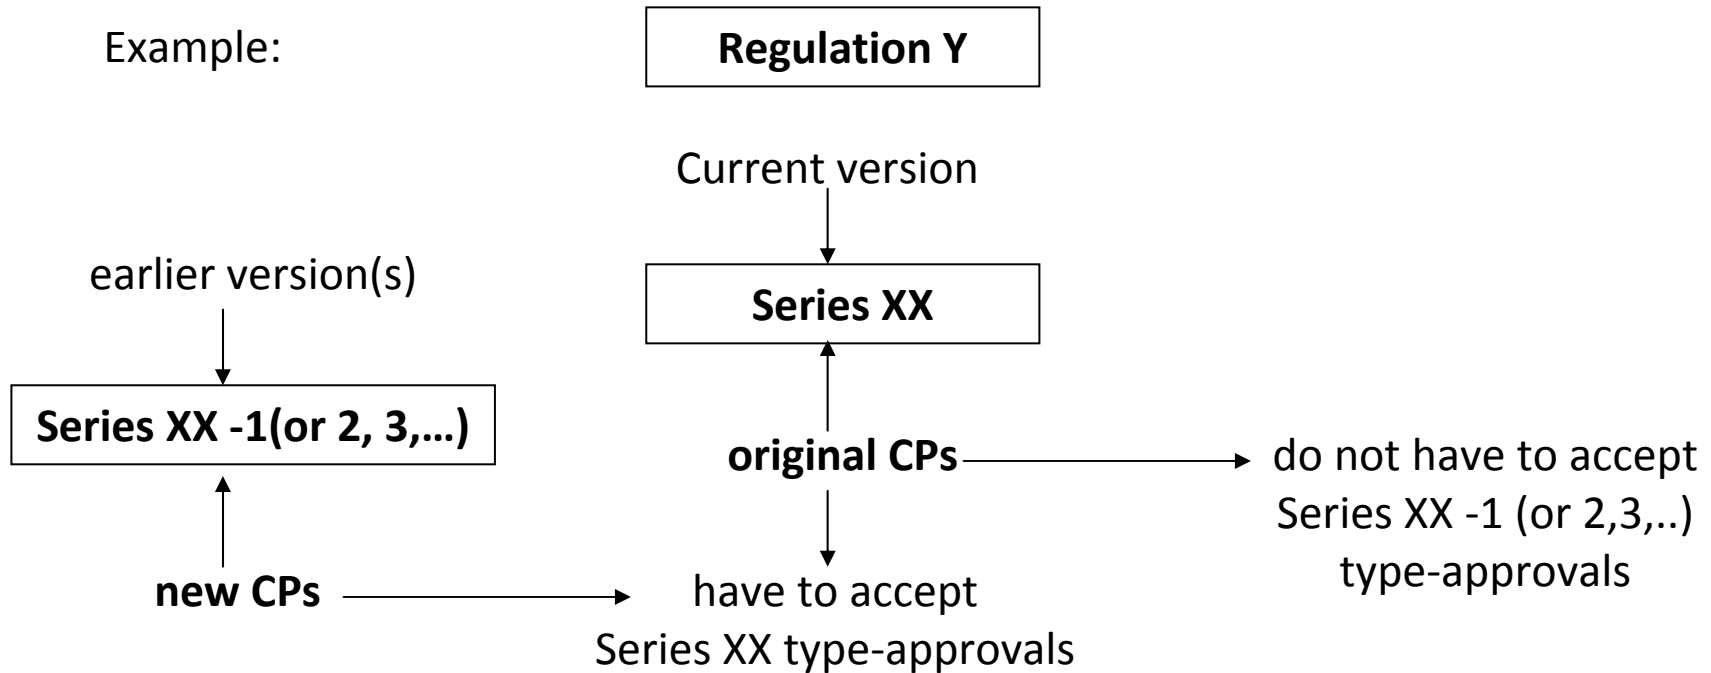 Example:
Regulation Y
Current version
earlier version(s)
Series XX
Series XX -1(or 2, 3,...)
original CPs
do not have to accept
Series XX -1 (or 2,3,..)
type-approvals
new CPs
have to accept
Series XX type-approvals